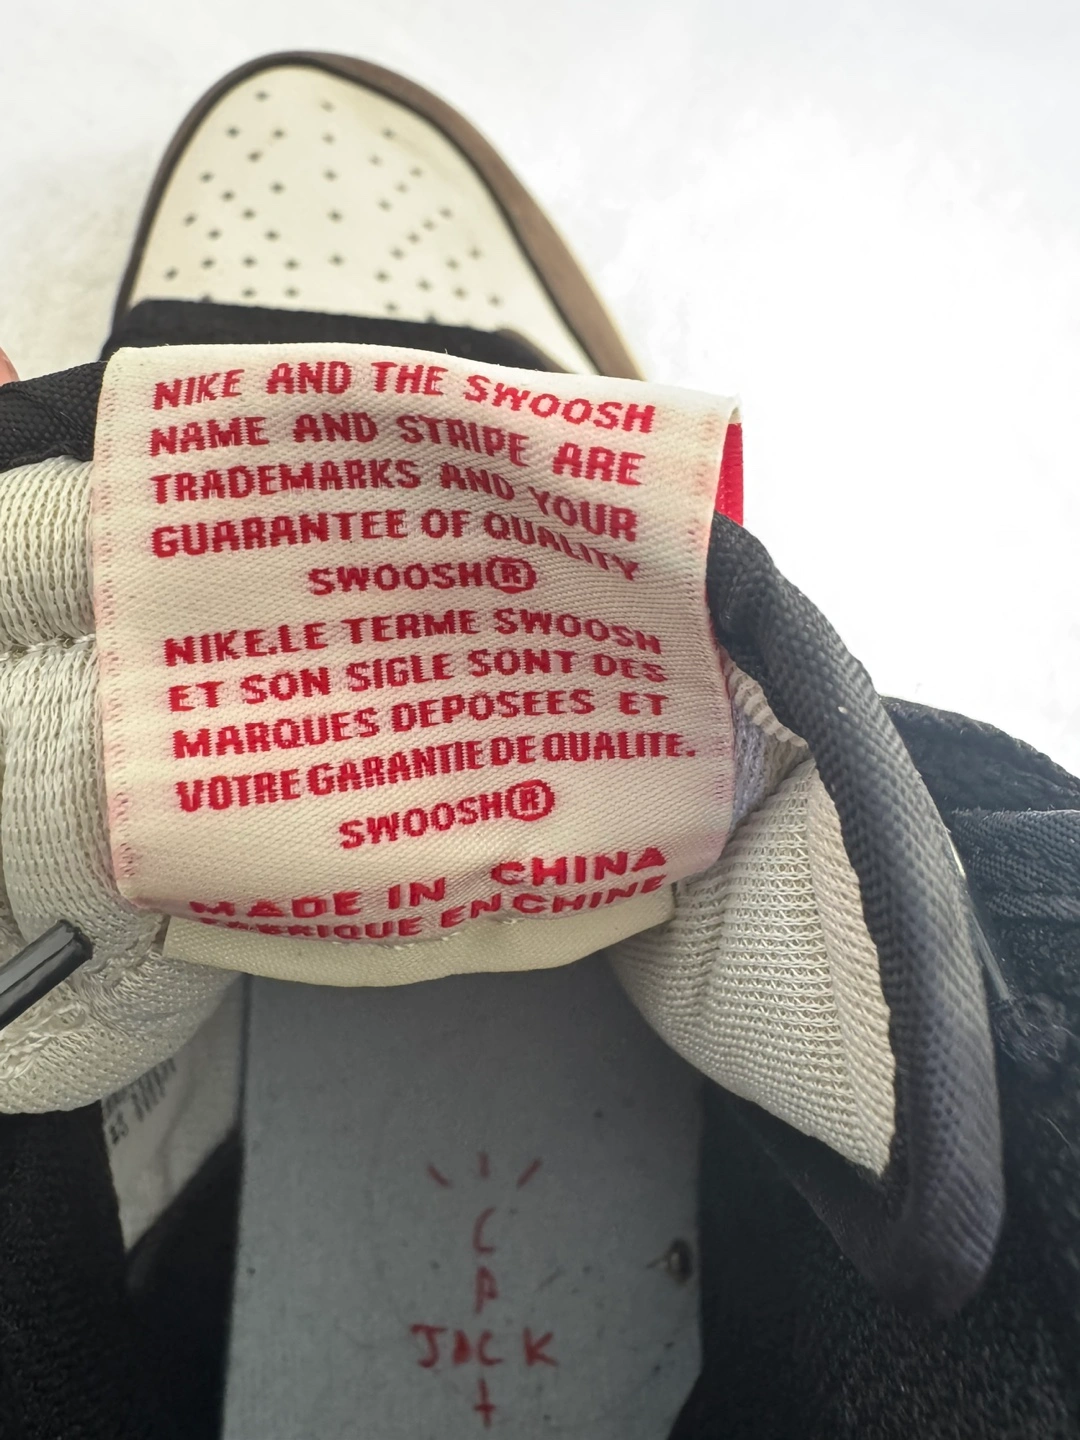 NIKE AND THE SWOOSH
NAME AND STRIPE ARE
TRADEMARKS AND YOUR
GUARANTEE OF QUALITY
SWOOSH®
NIKE.LE TERME SWOOSH
ET SON SIGLE SONT DES
MARQUES DEPOSEES ET
VOTRE GARANTIE DE QUALITE.
SWOOSH®
MADE IN CHINA
FABRIQUE EN CHINE
C
A
JACK
T